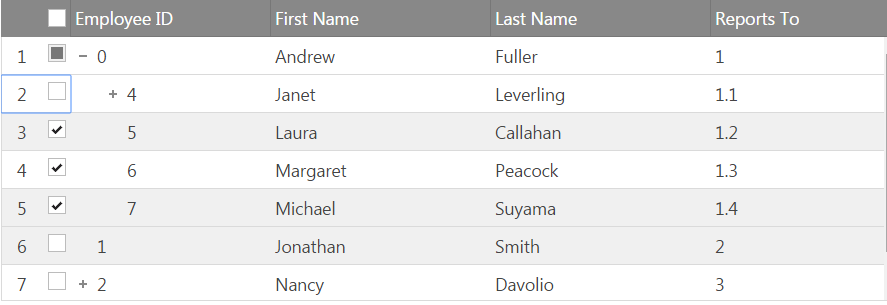 Employee ID First Name Last Name Reports To
1 − 0 Andrew Fuller 1
2 + 4 Janet Leverling 1.1
3 5 Laura Callahan 1.2
4 6 Margaret Peacock 1.3
5 7 Michael Suyama 1.4
6 1 Jonathan Smith 2
7 + 2 Nancy Davolio 3